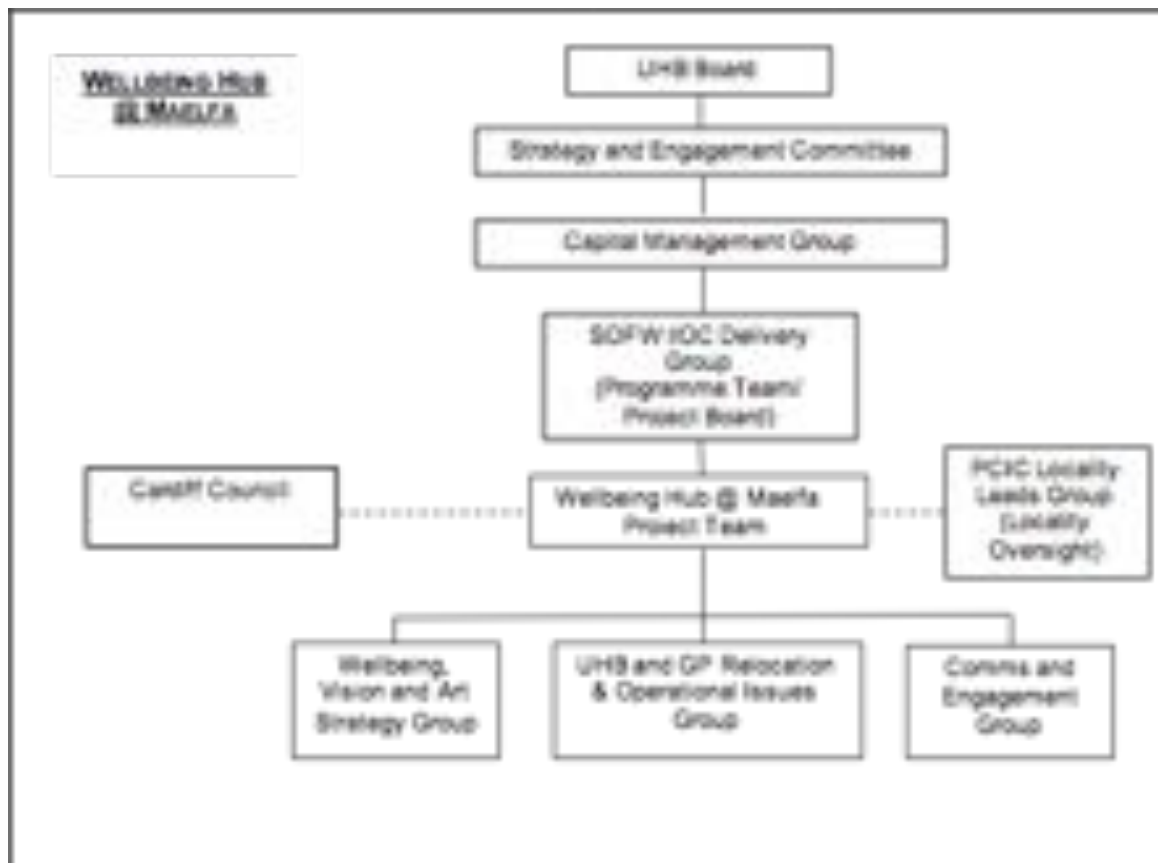 WELLBEING HUB
@ MAELFA
UHB Board
Strategy and Engagement Committee
Capital Management Group
SOFW:IOC Delivery
Group
(Programme Team/
Project Board)
Cardiff Council
Wellbeing Hub @ Maelfa
Project Team
PCIC Locality
Leads Group
(Locality
Oversight)
Wellbeing,
Vision and Art
Strategy Group
UHB and GP Relocation
& Operational Issues
Group
Comms and
Engagement
Group